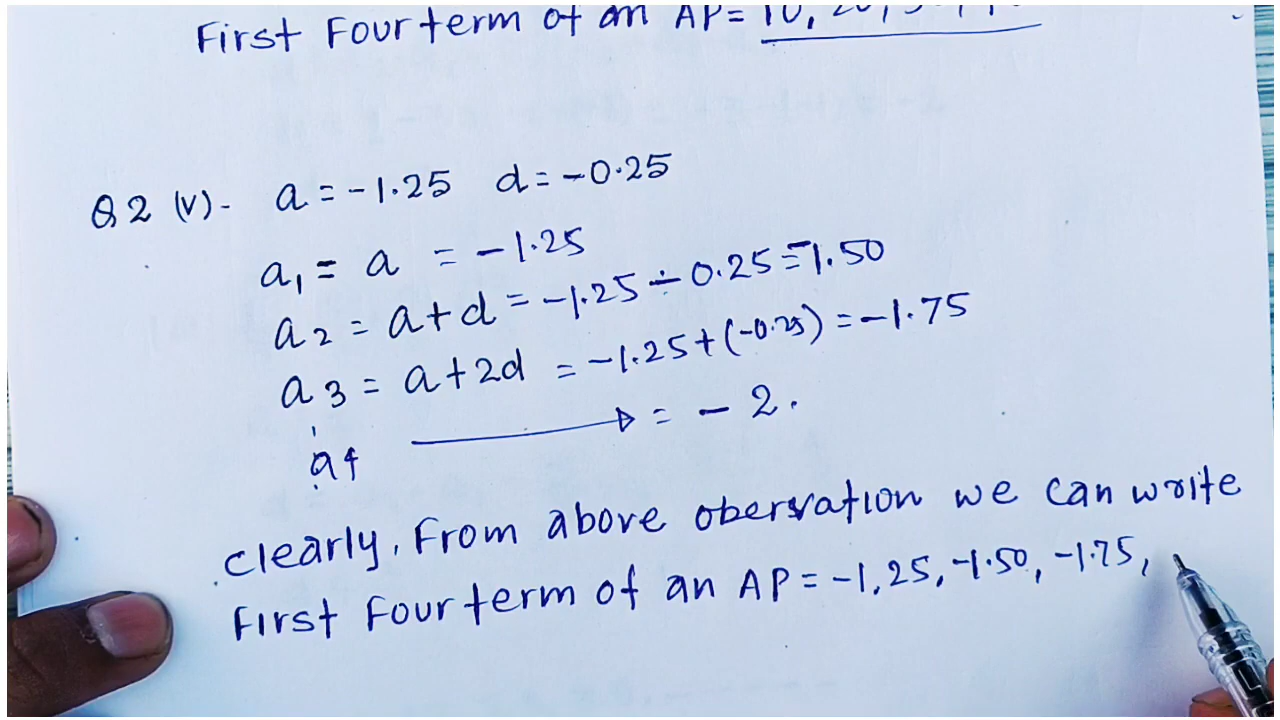 First Four term of an AP = 10,
Q2 (V)- a = -1.25 d = -0.25
a1 = a = -1.25
a2 = a+d = -1.25 ÷ 0.25 = -1.50
a3 = a+2d = -1.25+(-0.25) = -1.75
a4 → = -2.
clearly, From above obersvation we can write
First Four term of an AP = -1,25, -1.50, -1.75,